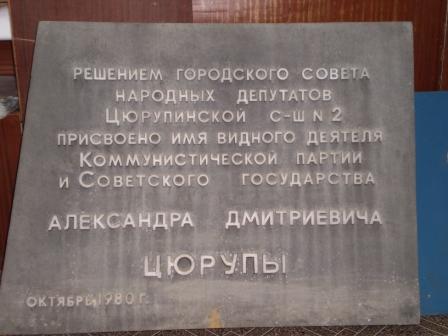 РЕШЕНИЕМ ГОРОДСКОГО СОВЕТА
НАРОДНЫХ ДЕПУТАТОВ
ЦЮРУПИНСКОЙ С-Ш N 2
ПРИСВОЕНО ИМЯ ВИДНОГО ДЕЯТЕЛЯ
КОММУНИСТИЧЕСКОЙ ПАРТИИ
И СОВЕТСКОГО ГОСУДАРСТВА
АЛЕКСАНДРА ДМИТРИЕВИЧА
ЦЮРУПЫ
ОКТЯБРЬ 1980 Г.